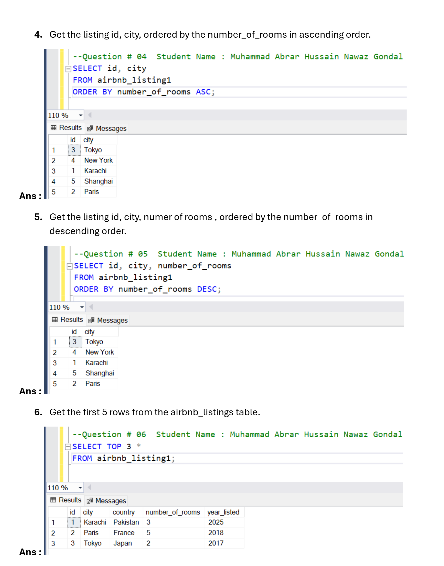 4. Get the listing id, city, ordered by the number_of_rooms in ascending order.
--Question # 04 Student Name : Muhammad Abrar Hussain Nawaz Gondal
SELECT id, city
FROM airbnb_listing1
ORDER BY number_of_rooms ASC;
110 %
Results Messages
id city
1 3 Tokyo
2 4 New York
3 1 Karachi
4 5 Shanghai
5 2 Paris
Ans :
5. Get the listing id, city, numer of rooms , ordered by the number of rooms in
descending order.
--Question # 05 Student Name : Muhammad Abrar Hussain Nawaz Gondal
SELECT id, city, number_of_rooms
FROM airbnb_listing1
ORDER BY number_of_rooms DESC;
110 %
Results Messages
id city
1 3 Tokyo
2 4 New York
3 1 Karachi
4 5 Shanghai
5 2 Paris
Ans :
6. Get the first 5 rows from the airbnb_listings table.
--Question # 06 Student Name : Muhammad Abrar Hussain Nawaz Gondal
SELECT TOP 3 *
FROM airbnb_listing1;
110 %
Results Messages
id city country number_of_rooms year_listed
1 1 Karachi Pakistan 3 2025
2 2 Paris France 5 2018
3 3 Tokyo Japan 2 2017
Ans :